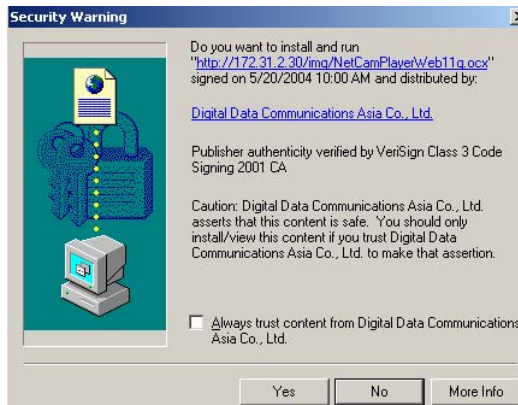 Security Warning
Do you want to install and run
"http://172.31.2.30/img/NetCamPlayerWeb11g.ocx"
signed on 5/20/2004 10:00 AM and distributed by:
Digital Data Communications Asia Co., Ltd.
Publisher authenticity verified by VeriSign Class 3 Code
Signing 2001 CA
Caution: Digital Data Communications Asia Co., Ltd.
asserts that this content is safe. You should only
install/view this content if you trust Digital Data
Communications Asia Co., Ltd. to make that assertion.
Always trust content from Digital Data Communications
Asia Co., Ltd.
Yes No More Info